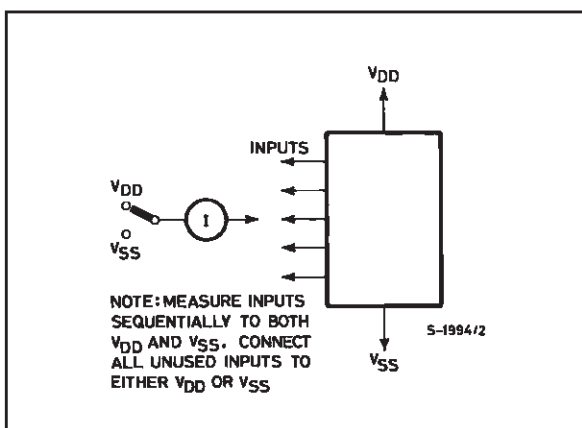 VDD
INPUTS
VDD
I
VSS
NOTE: MEASURE INPUTS
SEQUENTIALLY TO BOTH
VDD AND VSS. CONNECT
ALL UNUSED INPUTS TO
EITHER VDD OR VSS
S-1994/2
VSS